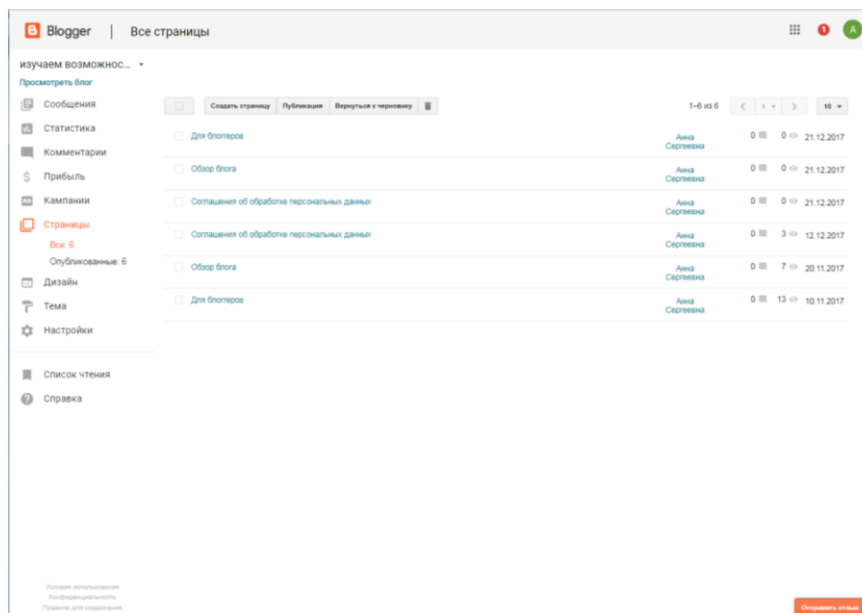 Blogger | Все страницы
1
А
изучаем возможнос...
Просмотреть блог
Сообщения
Статистика
Комментарии
Прибыль
Кампании
Страницы
Все: 6
Опубликованные: 6
Дизайн
Тема
Настройки
Список чтения
Справка
Создать страницу Публикация Вернуться к черновику 1–6 из 6 1 10
Для блоггеров Анна Сергеевна 0 0 21.12.2017
Обзор блога Анна Сергеевна 0 0 21.12.2017
Соглашения об обработке персональных данных Анна Сергеевна 0 0 21.12.2017
Соглашения об обработке персональных данных Анна Сергеевна 0 3 12.12.2017
Обзор блога Анна Сергеевна 0 7 20.11.2017
Для блоггеров Анна Сергеевна 0 13 10.11.2017
Условия использования
Конфиденциальность
Правила для содержания
Отправить отзыв